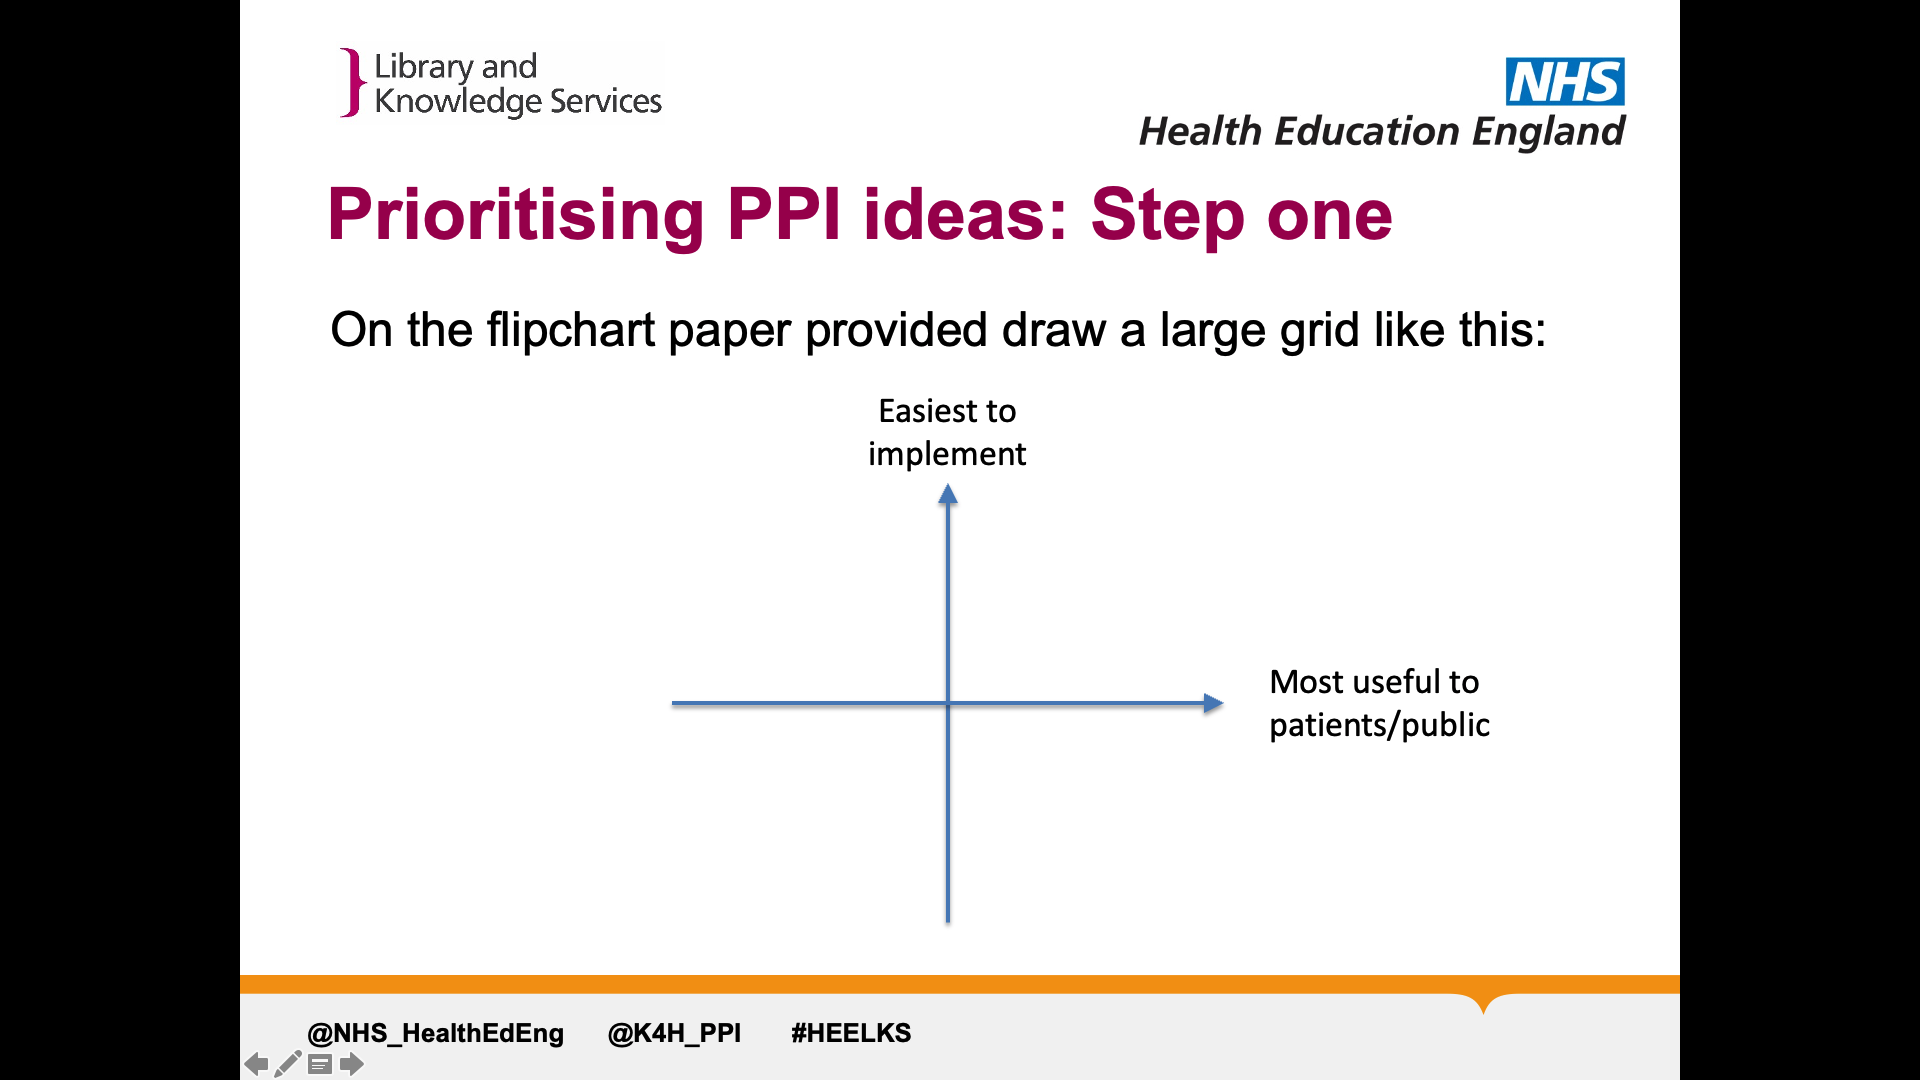 Library and
Knowledge Services
NHS
Health Education England
Prioritising PPI ideas: Step one
On the flipchart paper provided draw a large grid like this:
Easiest to
implement
Most useful to
patients/public
@NHS_HealthEdEng @K4H_PPI #HEELKS